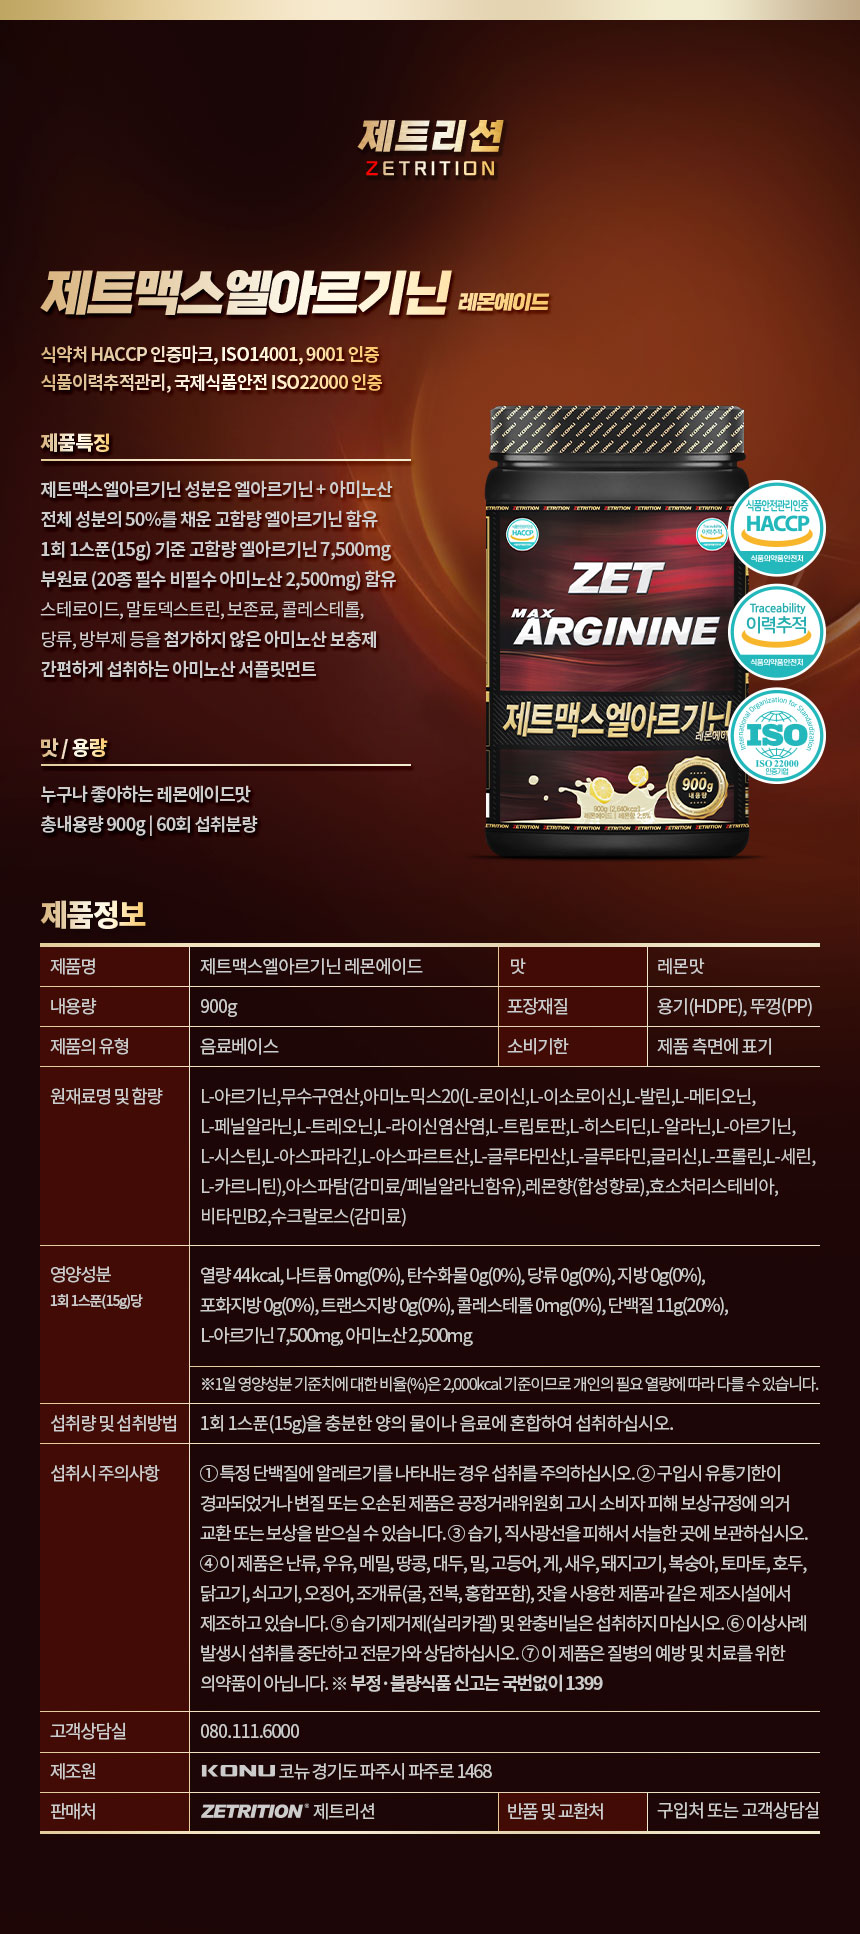 제트리션
ZETRITION
제트맥스엘아르기닌 레몬에이드
식약처 HACCP 인증마크, ISO14001, 9001 인증
식품이력추적관리, 국제식품안전 ISO22000 인증
제품특징
제트맥스엘아르기닌 성분은 엘아르기닌 + 아미노산
전체 성분의 50%를 채운 고함량 엘아르기닌 함유
1회 1스푼(15g) 기준 고함량 엘아르기닌 7,500mg
부원료 (20종 필수 비필수 아미노산 2,500mg) 함유
스테로이드, 말토덱스트린, 보존료, 콜레스테롤,
당류, 방부제 등을 첨가하지 않은 아미노산 보충제
간편하게 섭취하는 아미노산 서플릿먼트
맛 / 용량
누구나 좋아하는 레몬에이드맛
총내용량 900g | 60회 섭취분량
HACCP
Traceability
이력추적
ZET
MAX
ARGININE
제트맥스엘아르기닌
레몬에이
900g
내용량
식품안전관리인증
HACCP
식품의약품안전처
Traceability
이력추적
식품의약품안전처
International Organization for Standardization
ISO
ISO 22000
인증기업
제품정보
제품명 제트맥스엘아르기닌 레몬에이드 맛 레몬맛
내용량 900g 포장재질 용기(HDPE), 뚜껑(PP)
제품의 유형 음료베이스 소비기한 제품 측면에 표기
원재료명 및 함량 L-아르기닌,무수구연산,아미노믹스20(L-로이신,L-이소로이신,L-발린,L-메티오닌,
L-페닐알라닌,L-트레오닌,L-라이신염산염,L-트립토판,L-히스티딘,L-알라닌,L-아르기닌,
L-시스틴,L-아스파라긴,L-아스파르트산,L-글루타민산,L-글루타민,글리신,L-프롤린,L-세린,
L-카르니틴),아스파탐(감미료/페닐알라닌함유),레몬향(합성향료),효소처리스테비아,
비타민B2,수크랄로스(감미료)
영양성분 열량 44kcal, 나트륨 0mg(0%), 탄수화물 0g(0%), 당류 0g(0%), 지방 0g(0%),
1회 1스푼(15g)당 포화지방 0g(0%), 트랜스지방 0g(0%), 콜레스테롤 0mg(0%), 단백질 11g(20%),
L-아르기닌 7,500mg, 아미노산 2,500mg
※1일 영양성분 기준치에 대한 비율(%)은 2,000kcal 기준이므로 개인의 필요 열량에 따라 다를 수 있습니다.
섭취량 및 섭취방법 1회 1스푼(15g)을 충분한 양의 물이나 음료에 혼합하여 섭취하십시오.
섭취시 주의사항 ① 특정 단백질에 알레르기를 나타내는 경우 섭취를 주의하십시오. ② 구입시 유통기한이
경과되었거나 변질 또는 오손된 제품은 공정거래위원회 고시 소비자 피해 보상규정에 의거
교환 또는 보상을 받으실 수 있습니다. ③ 습기, 직사광선을 피해서 서늘한 곳에 보관하십시오.
④ 이 제품은 난류, 우유, 메밀, 땅콩, 대두, 밀, 고등어, 게, 새우, 돼지고기, 복숭아, 토마토, 호두,
닭고기, 쇠고기, 오징어, 조개류(굴, 전복, 홍합포함), 잣을 사용한 제품과 같은 제조시설에서
제조하고 있습니다. ⑤ 습기제거제(실리카겔) 및 완충비닐은 섭취하지 마십시오. ⑥ 이상사례
발생시 섭취를 중단하고 전문가와 상담하십시오. ⑦ 이 제품은 질병의 예방 및 치료를 위한
의약품이 아닙니다. ※ 부정·불량식품 신고는 국번없이 1399
고객상담실 080.111.6000
제조원 KONU 코뉴 경기도 파주시 파주로 1468
판매처 ZETRITION® 제트리션 반품 및 교환처 구입처 또는 고객상담실